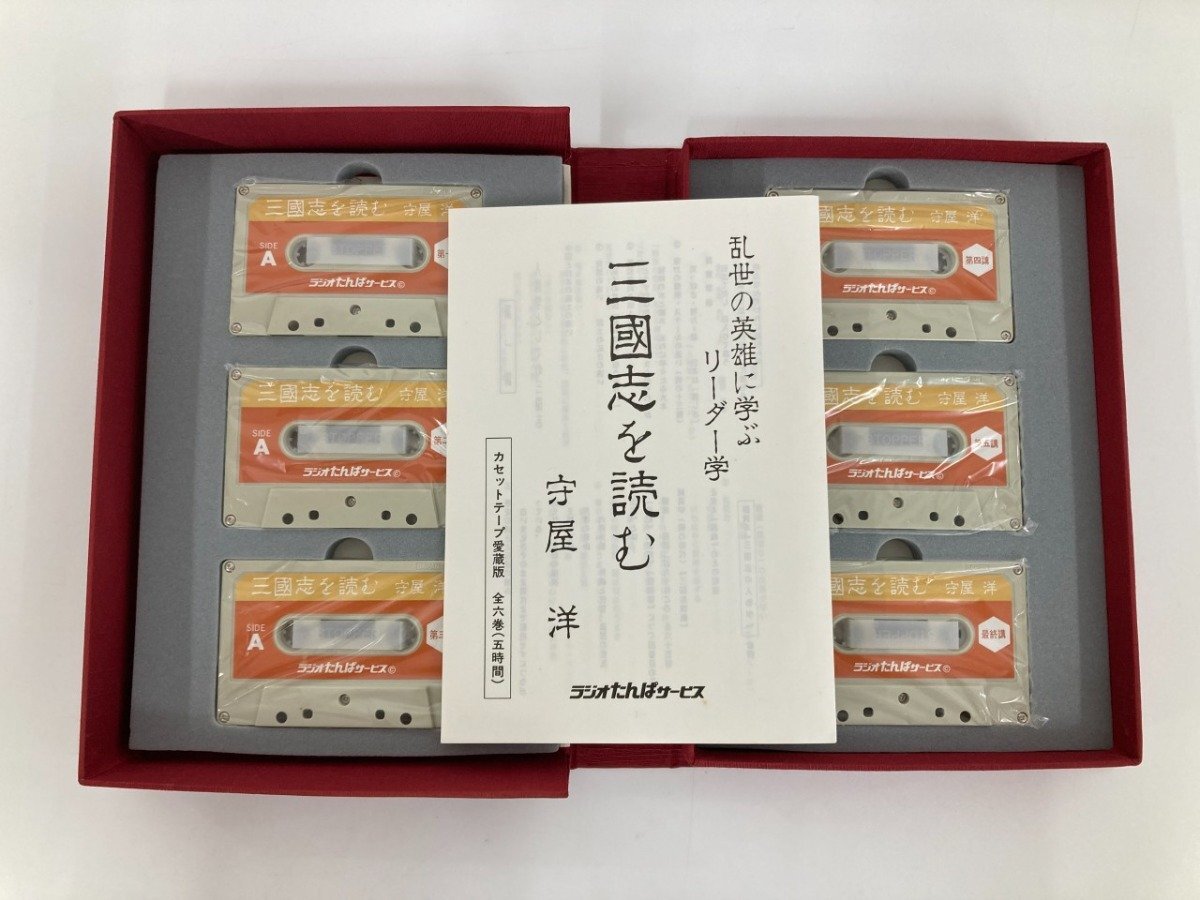 三國志を読む 守屋 洋
SIDE
A
第一
ラジオたんぱサービス©
三國志を読む 守屋 洋
SIDE
A
第二
ラジオたんぱサービス©
三國志を読む 守屋 洋
SIDE
A
第三
ラジオたんぱサービス©
乱世の英雄に学ぶ
リーダー学
三國志を読む
守屋 洋
カセットテープ愛蔵版 全六巻(五時間)
ラジオたんぱサービス
國志を読む 守屋 洋
第四講
ラジオたんぱサービス©
國志を読む 守屋 洋
STOPPER
第五講
ラジオたんぱサービス©
國志を読む 守屋 洋
最終講
ラジオたんぱサービス©